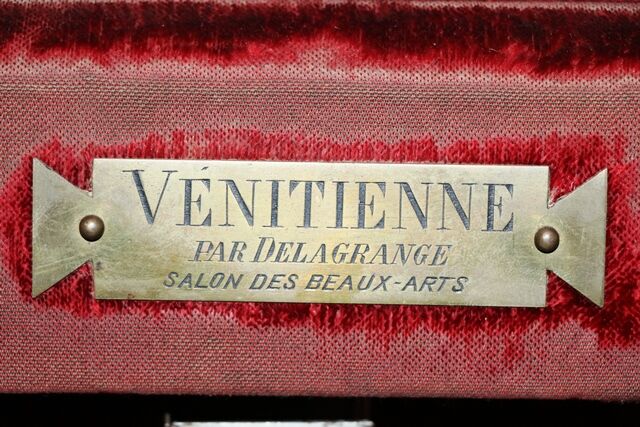 VÉNITIENNE
PAR DELAGRANGE
SALON DES BEAUX-ARTS